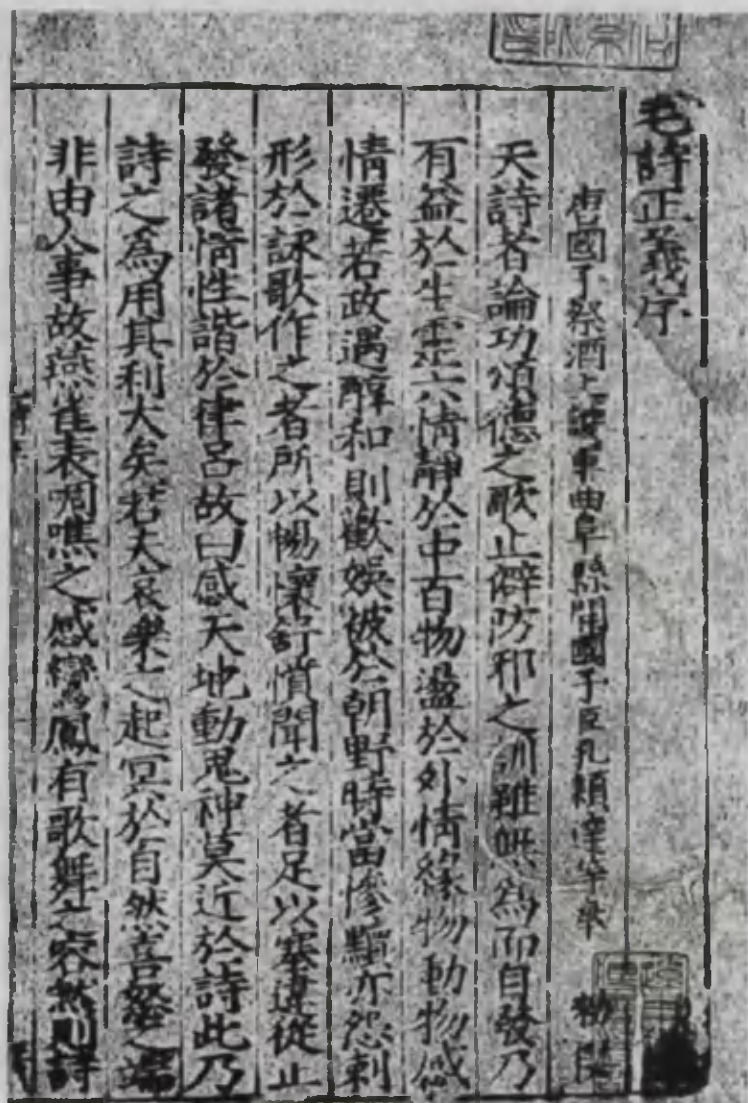 毛詩正義序
唐國子祭酒上護軍曲阜縣開國子臣孔穎達等奉
勑撰
夫詩者論功頌德之歌止僻防邪之訓雖無為而自發乃
有益於生靈六情靜於中百物盪於外情緣物動物感
情遷若政遇醇和則歡娛被於朝野時當慘黷亦怨刺
形於詠歌作之者所以暢懷舒憤聞之者足以塞違從正
發諸情性諧於律呂故曰感天地動鬼神莫近於詩此乃
詩之為用其利大矣若夫哀樂之起冥於自然喜怒之端
非由人事故燕雀表啁噍之感鸞鳳有歌舞之容然則詩